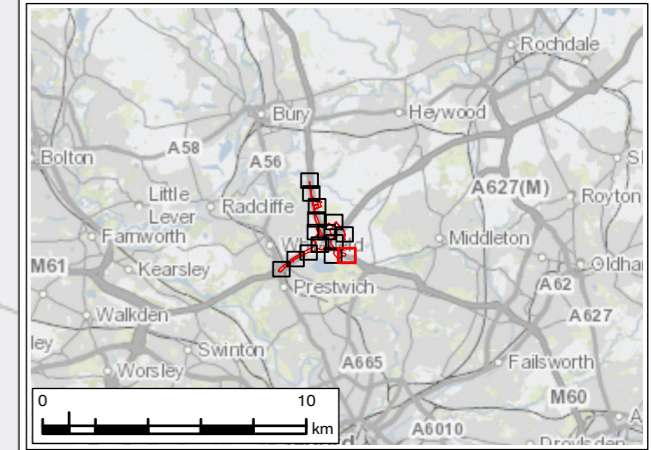 Rochdale
Bury
Heywood
Bolton
A58
A56
A627(M)
Little
Lever
Radcliffe
Royton
Farnworth
Middleton
M61
Kearsley
A62
Prestwich
Walkden
A627
Swinton
Worsley
A665
Failsworth
M60
0
10
km
A6010